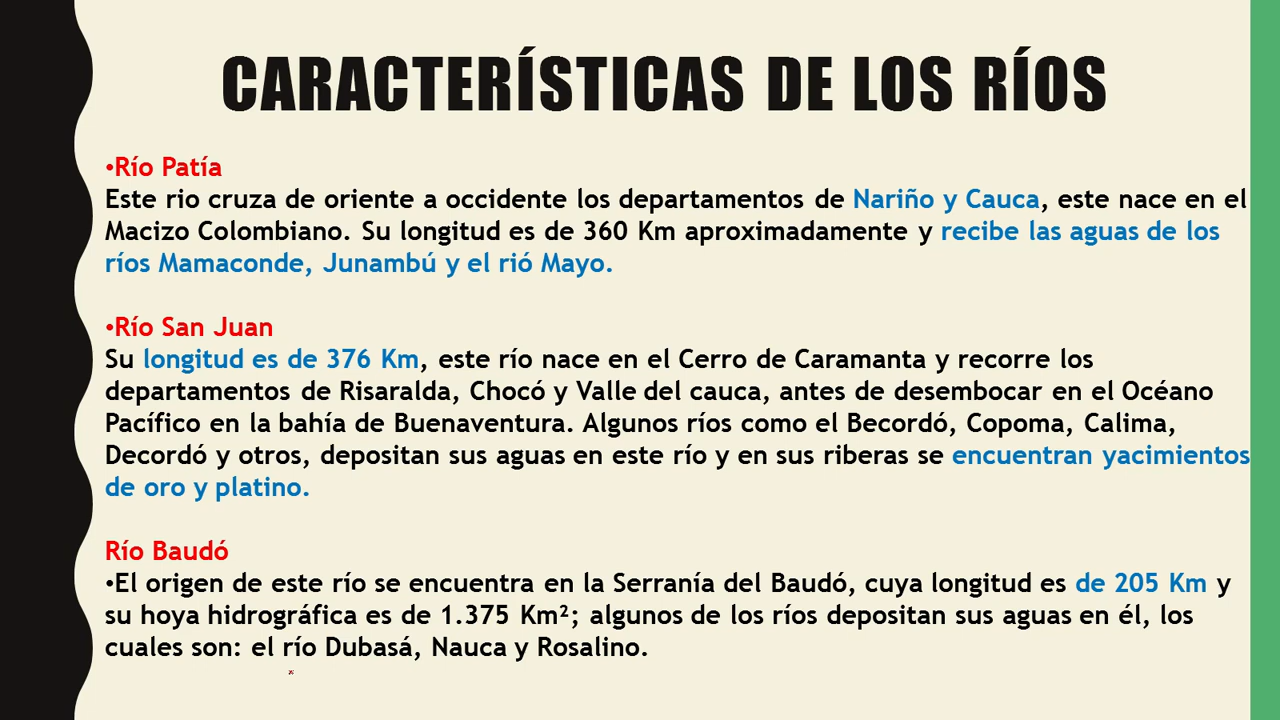 CARACTERÍSTICAS DE LOS RÍOS
•Río Patía
Este rio cruza de oriente a occidente los departamentos de Nariño y Cauca, este nace en el
Macizo Colombiano. Su longitud es de 360 Km aproximadamente y recibe las aguas de los
ríos Mamaconde, Junambú y el rió Mayo.
•Río San Juan
Su longitud es de 376 Km, este río nace en el Cerro de Caramanta y recorre los
departamentos de Risaralda, Chocó y Valle del cauca, antes de desembocar en el Océano
Pacífico en la bahía de Buenaventura. Algunos ríos como el Becordó, Copoma, Calima,
Decordó y otros, depositan sus aguas en este río y en sus riberas se encuentran yacimientos
de oro y platino.
Río Baudó
•El origen de este río se encuentra en la Serranía del Baudó, cuya longitud es de 205 Km y
su hoya hidrográfica es de 1.375 Km²; algunos de los ríos depositan sus aguas en él, los
cuales son: el río Dubasá, Nauca y Rosalino.